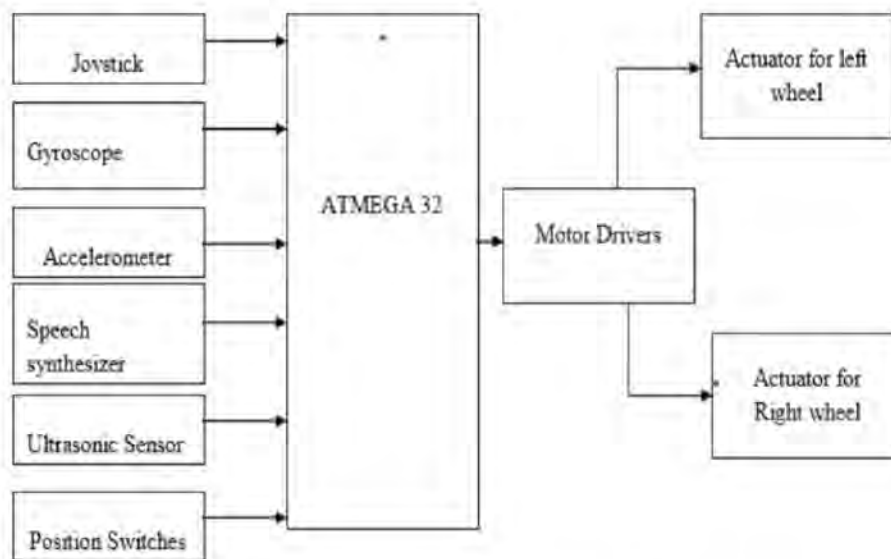 Joystick
Gyroscope
Accelerometer
Speech
synthesizer
Ultrasonic Sensor
Position Switches
ATMEGA 32
Motor Drivers
Actuator for left
wheel
Actuator for
Right wheel